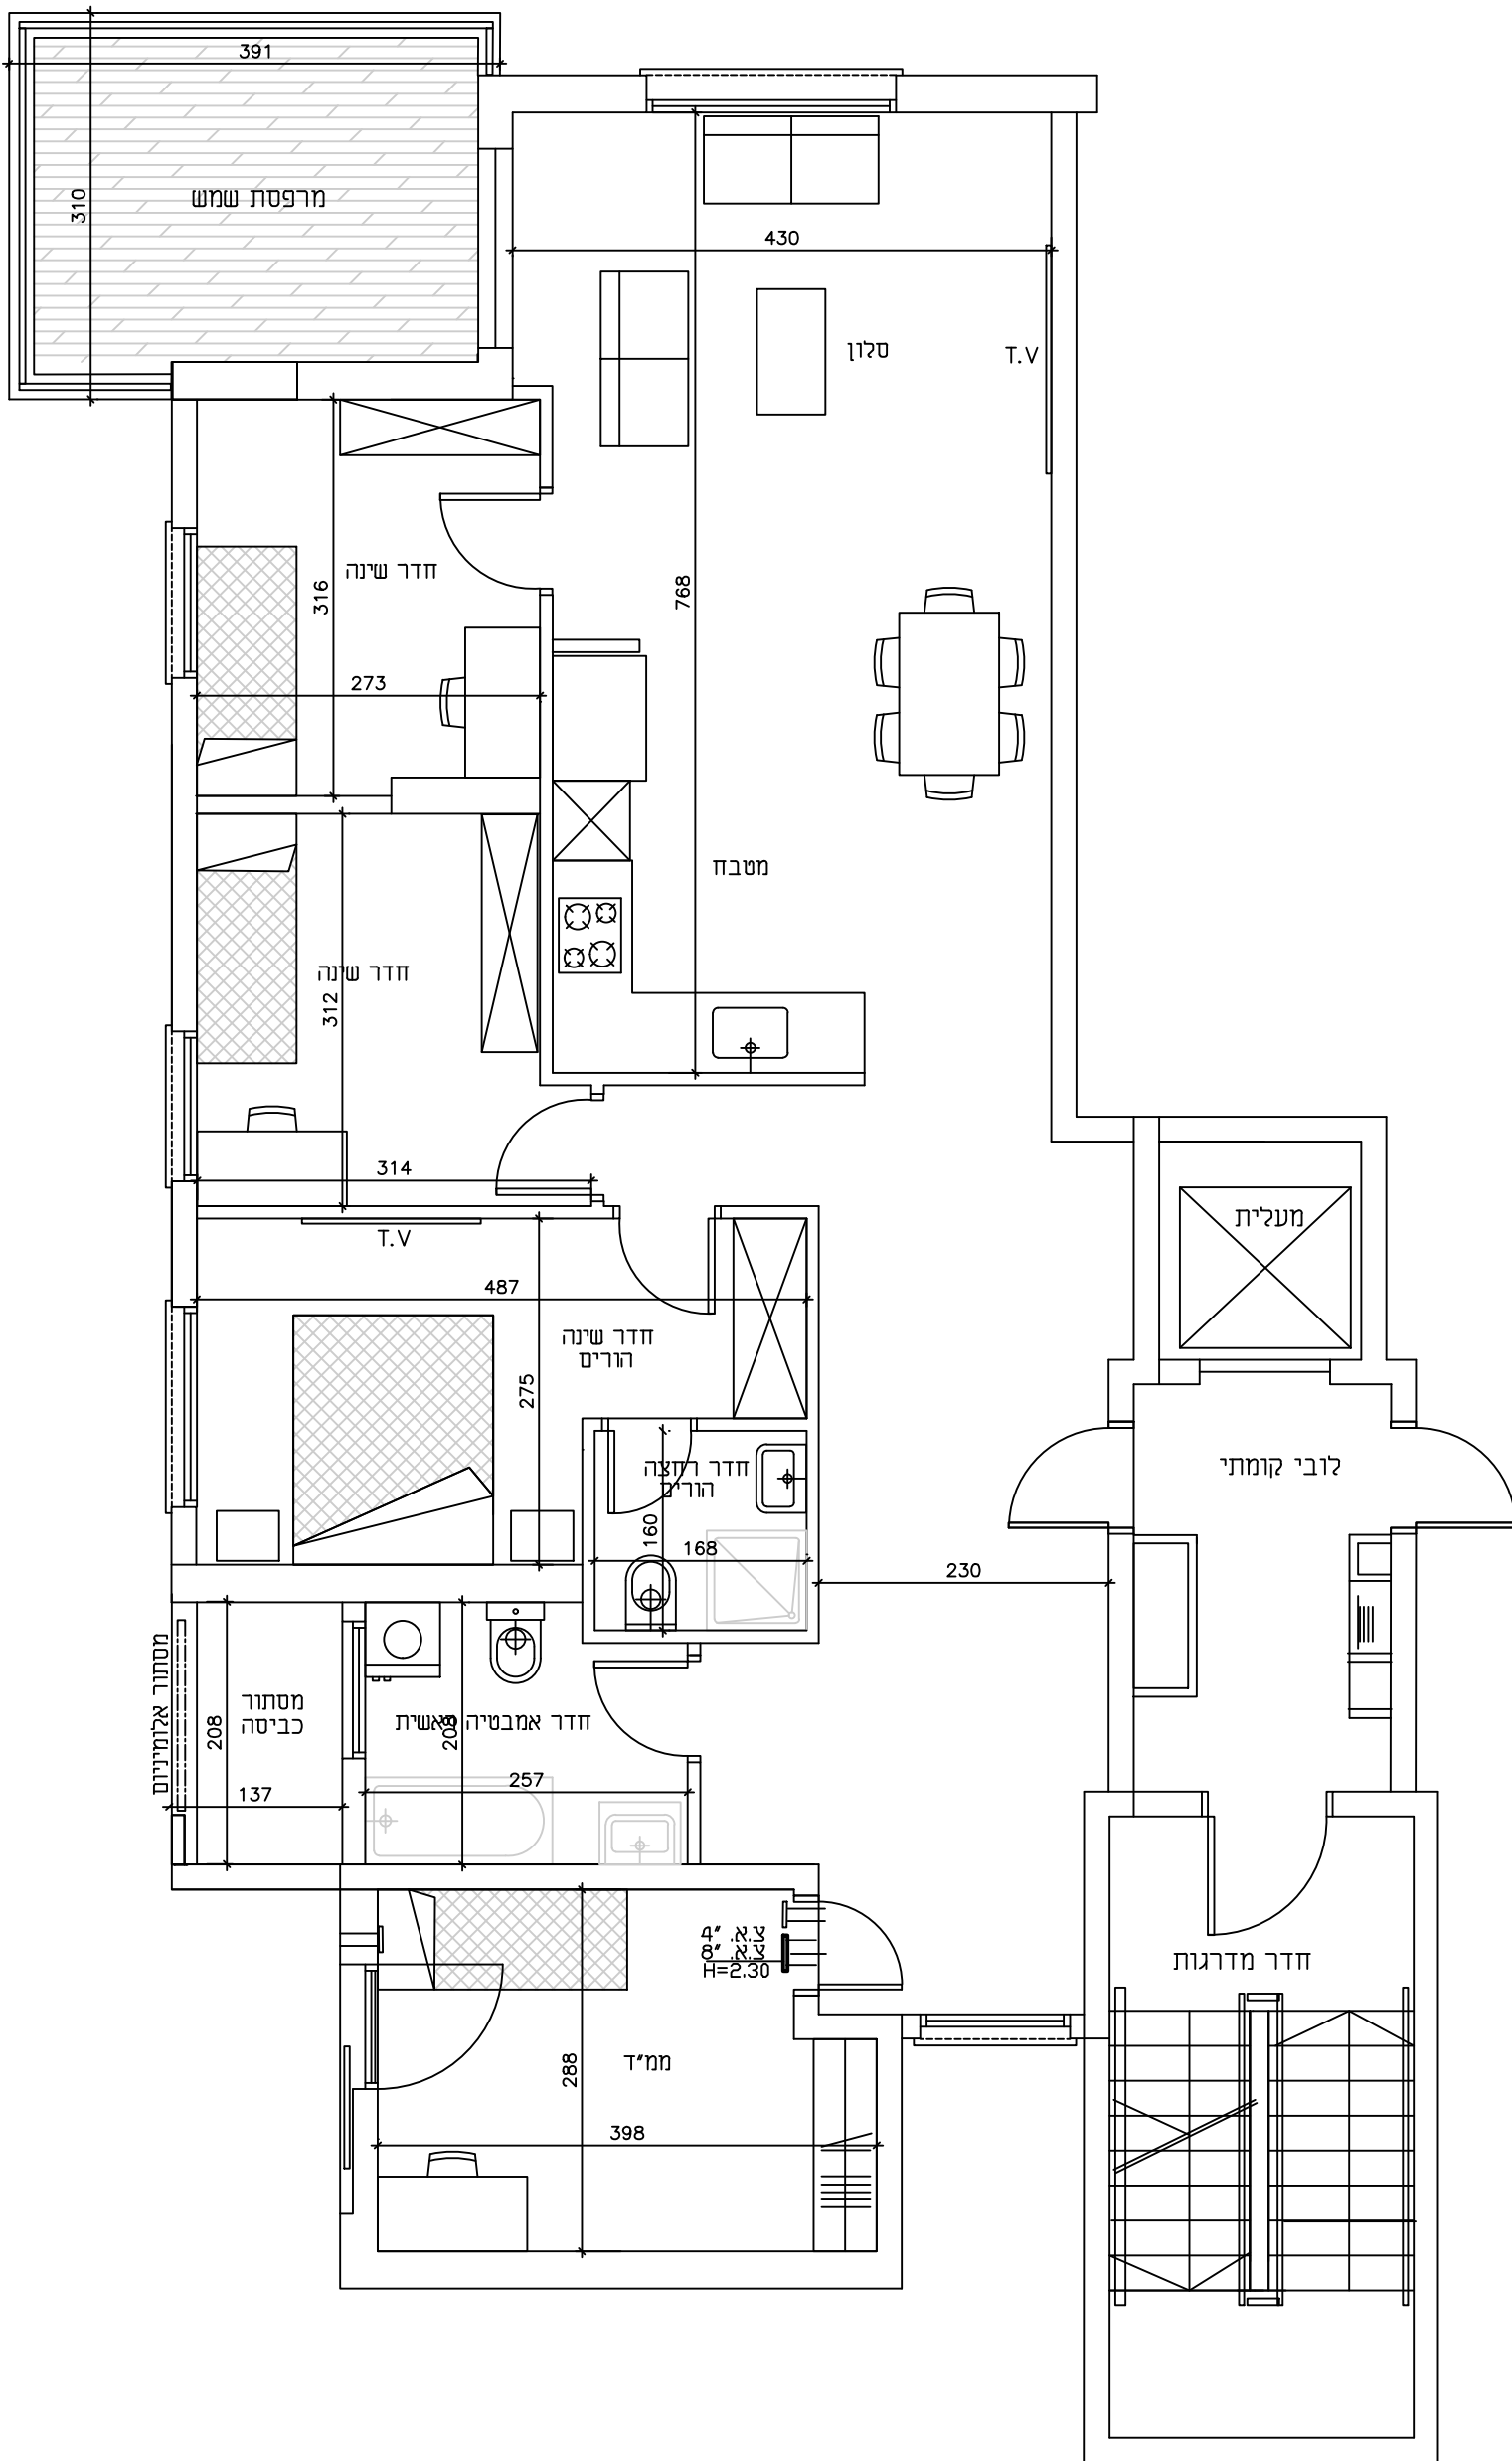 391
310
מרפסת שמש
430
סלון
T.V
768
חדר שינה
316
273
מטבח
חדר שינה
312
314
T.V
487
מעלית
חדר שינה
הורים
275
לובי קומתי
חדר רחצה
הורים
160
168
230
מסתור אלומיניום
מסתור
כביסה
208
137
חדר אמבטיה ראשית
208
257
צ.א. "4
צ.א. "8
H=2.30
חדר מדרגות
ממ"ד
288
398